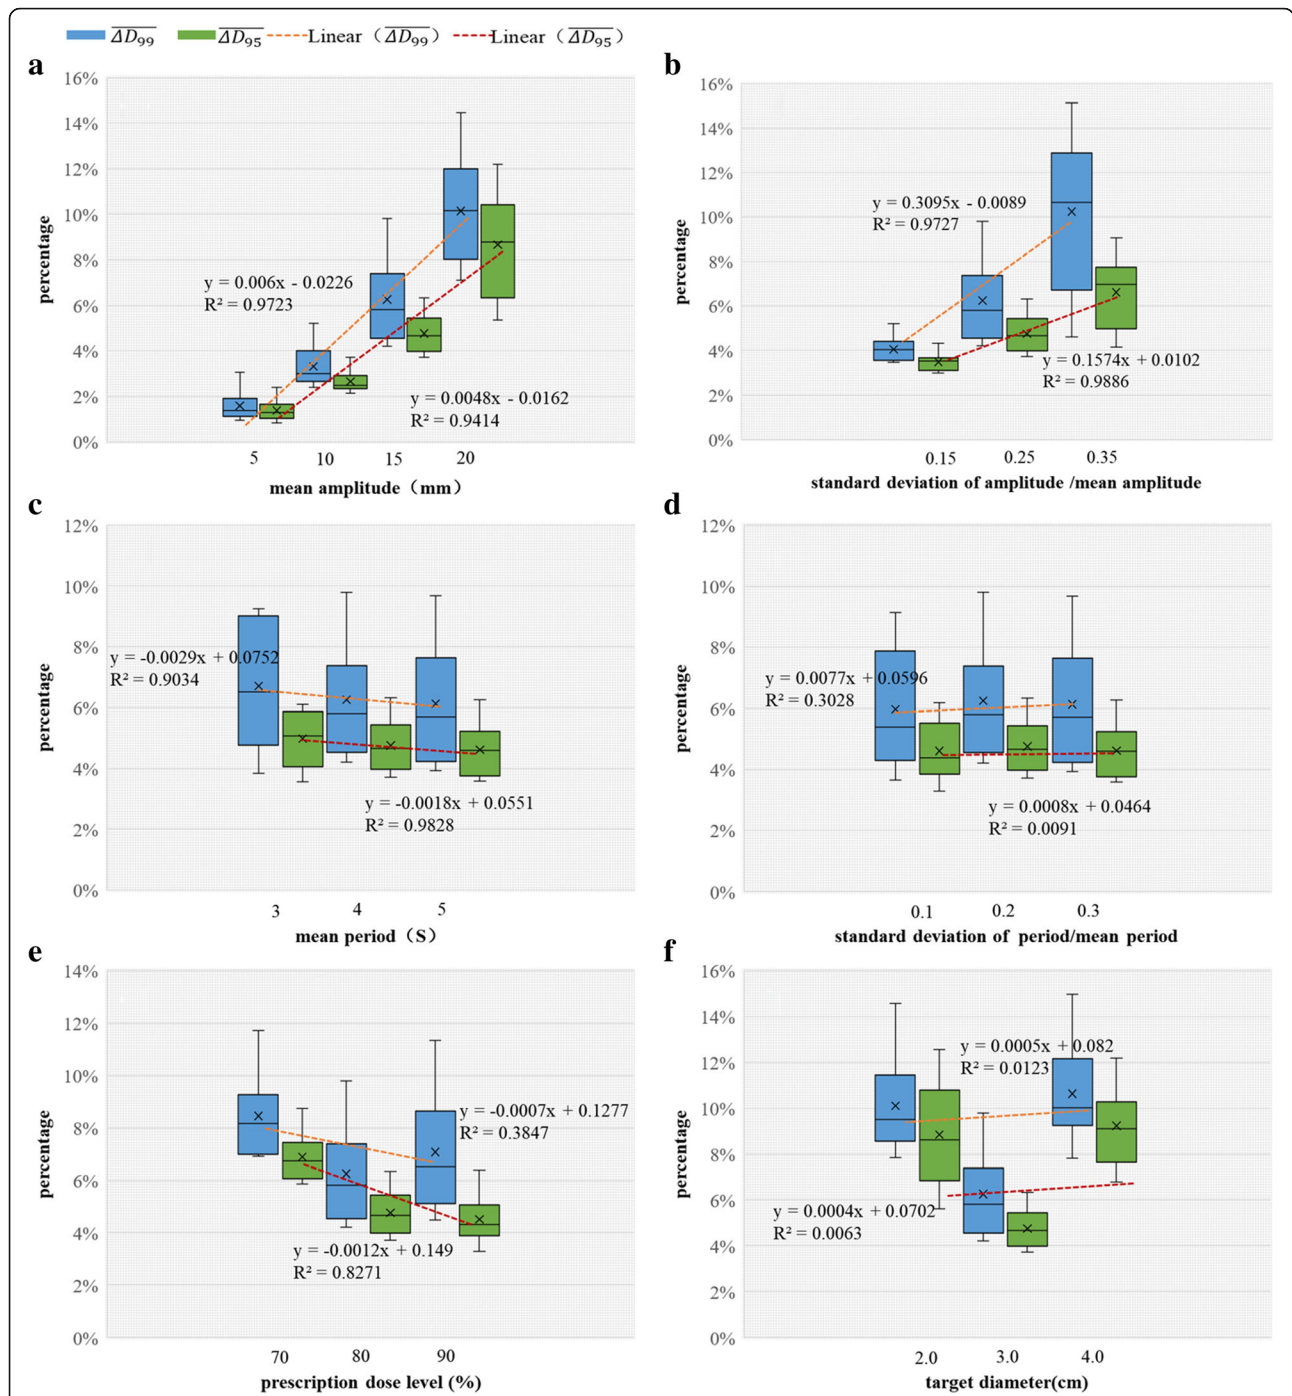 ΔD99 ΔD95 Linear（ΔD99） Linear（ΔD95）
a
16%
14%
12%
10%
8%
6%
4%
2%
0%
percentage
y = 0.006x - 0.0226
R² = 0.9723
y = 0.0048x - 0.0162
R² = 0.9414
5 10 15 20
mean amplitude（mm）
b
16%
14%
12%
10%
8%
6%
4%
2%
0%
percentage
y = 0.3095x - 0.0089
R² = 0.9727
y = 0.1574x + 0.0102
R² = 0.9886
0.15 0.25 0.35
standard deviation of amplitude /mean amplitude
c
12%
10%
8%
6%
4%
2%
0%
percentage
y = -0.0029x + 0.0752
R² = 0.9034
y = -0.0018x + 0.0551
R² = 0.9828
3 4 5
mean period（S）
d
12%
10%
8%
6%
4%
2%
0%
percentage
y = 0.0077x + 0.0596
R² = 0.3028
y = 0.0008x + 0.0464
R² = 0.0091
0.1 0.2 0.3
standard deviation of period/mean period
e
14%
12%
10%
8%
6%
4%
2%
0%
percentage
y = -0.0007x + 0.1277
R² = 0.3847
y = -0.0012x + 0.149
R² = 0.8271
70 80 90
prescription dose level (%)
f
16%
14%
12%
10%
8%
6%
4%
2%
0%
percentage
y = 0.0005x + 0.082
R² = 0.0123
y = 0.0004x + 0.0702
R² = 0.0063
2.0 3.0 4.0
target diameter(cm)